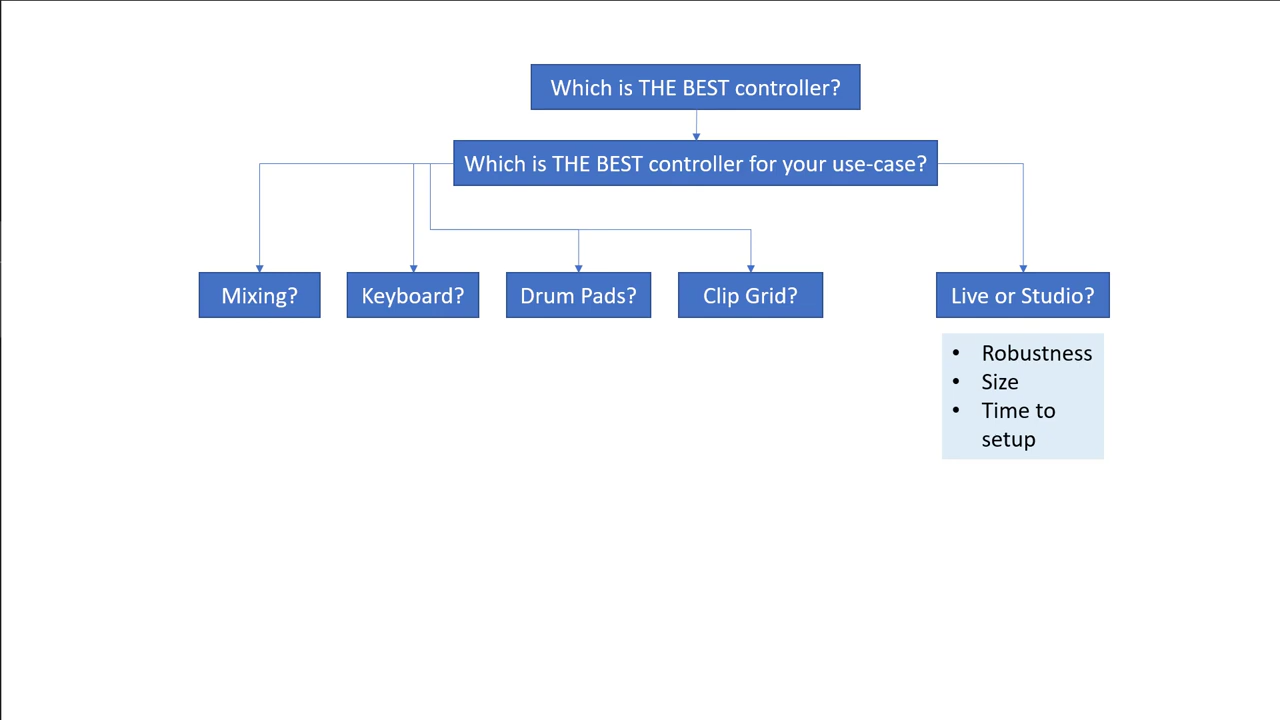 Which is THE BEST controller?
Which is THE BEST controller for your use-case?
Mixing?
Keyboard?
Drum Pads?
Clip Grid?
Live or Studio?
• Robustness
• Size
• Time to
setup